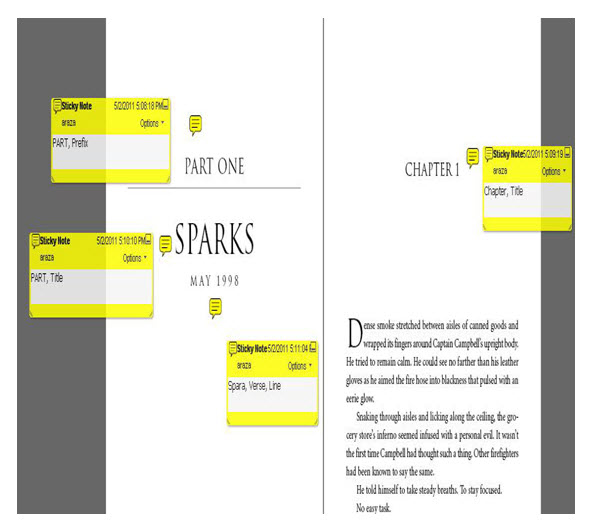 Sticky Note 5/2/2011 5:08:18 PM
araza Options
PART, Prefix
PART ONE
Sticky Note 5/2/2011 5:10:10 PM
araza Options
PART, Title
SPARKS
MAY 1998
Sticky Note 5/2/2011 5:11:04
araza Options
Spara, Verse, Line
CHAPTER 1
Sticky Note 5/2/2011 5:09:19
araza Options
Chapter, Title
Dense smoke stretched between aisles of canned goods and
wrapped its fingers around Captain Campbell's upright body.
He tried to remain calm. He could see no farther than his leather
gloves as he aimed the fire hose into blackness that pulsed with an
eerie glow.
Snaking through aisles and licking along the ceiling, the gro-
cery store's inferno seemed infused with a personal evil. It wasn't
the first time Campbell had thought such a thing. Other firefighters
had been known to say the same.
He told himself to take steady breaths. To stay focused.
No easy task.